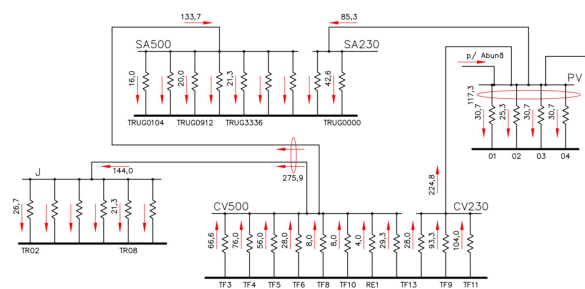 133,7
85,3
SA500
SA230
p/ Abunã
PV
16,0
20,0
21,3
42,6
117,3
30,7
25,3
30,7
30,7
TRUG0104
TRUG0912
TRUG3336
TRUG0000
01
02
03
04
J
144,0
275,9
224,8
26,7
21,3
CV500
CV230
66,6
76,0
56,0
28,0
8,0
8,0
4,0
29,3
28,0
93,3
104,0
TR02
TR08
TF3
TF4
TF5
TF6
TF8
TF10
RE1
TF13
TF9
TF11